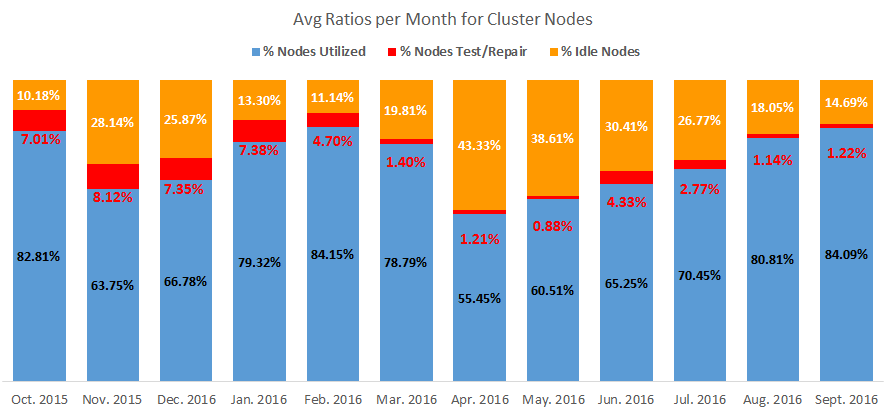 Avg Ratios per Month for Cluster Nodes
% Nodes Utilized % Nodes Test/Repair % Idle Nodes
10.18% 28.14% 25.87% 13.30% 11.14% 19.81% 43.33% 38.61% 30.41% 26.77% 18.05% 14.69%
7.01% 8.12% 7.35% 7.38% 4.70% 1.40% 1.21% 0.88% 4.33% 2.77% 1.14% 1.22%
82.81% 63.75% 66.78% 79.32% 84.15% 78.79% 55.45% 60.51% 65.25% 70.45% 80.81% 84.09%
Oct. 2015 Nov. 2015 Dec. 2016 Jan. 2016 Feb. 2016 Mar. 2016 Apr. 2016 May. 2016 Jun. 2016 Jul. 2016 Aug. 2016 Sept. 2016